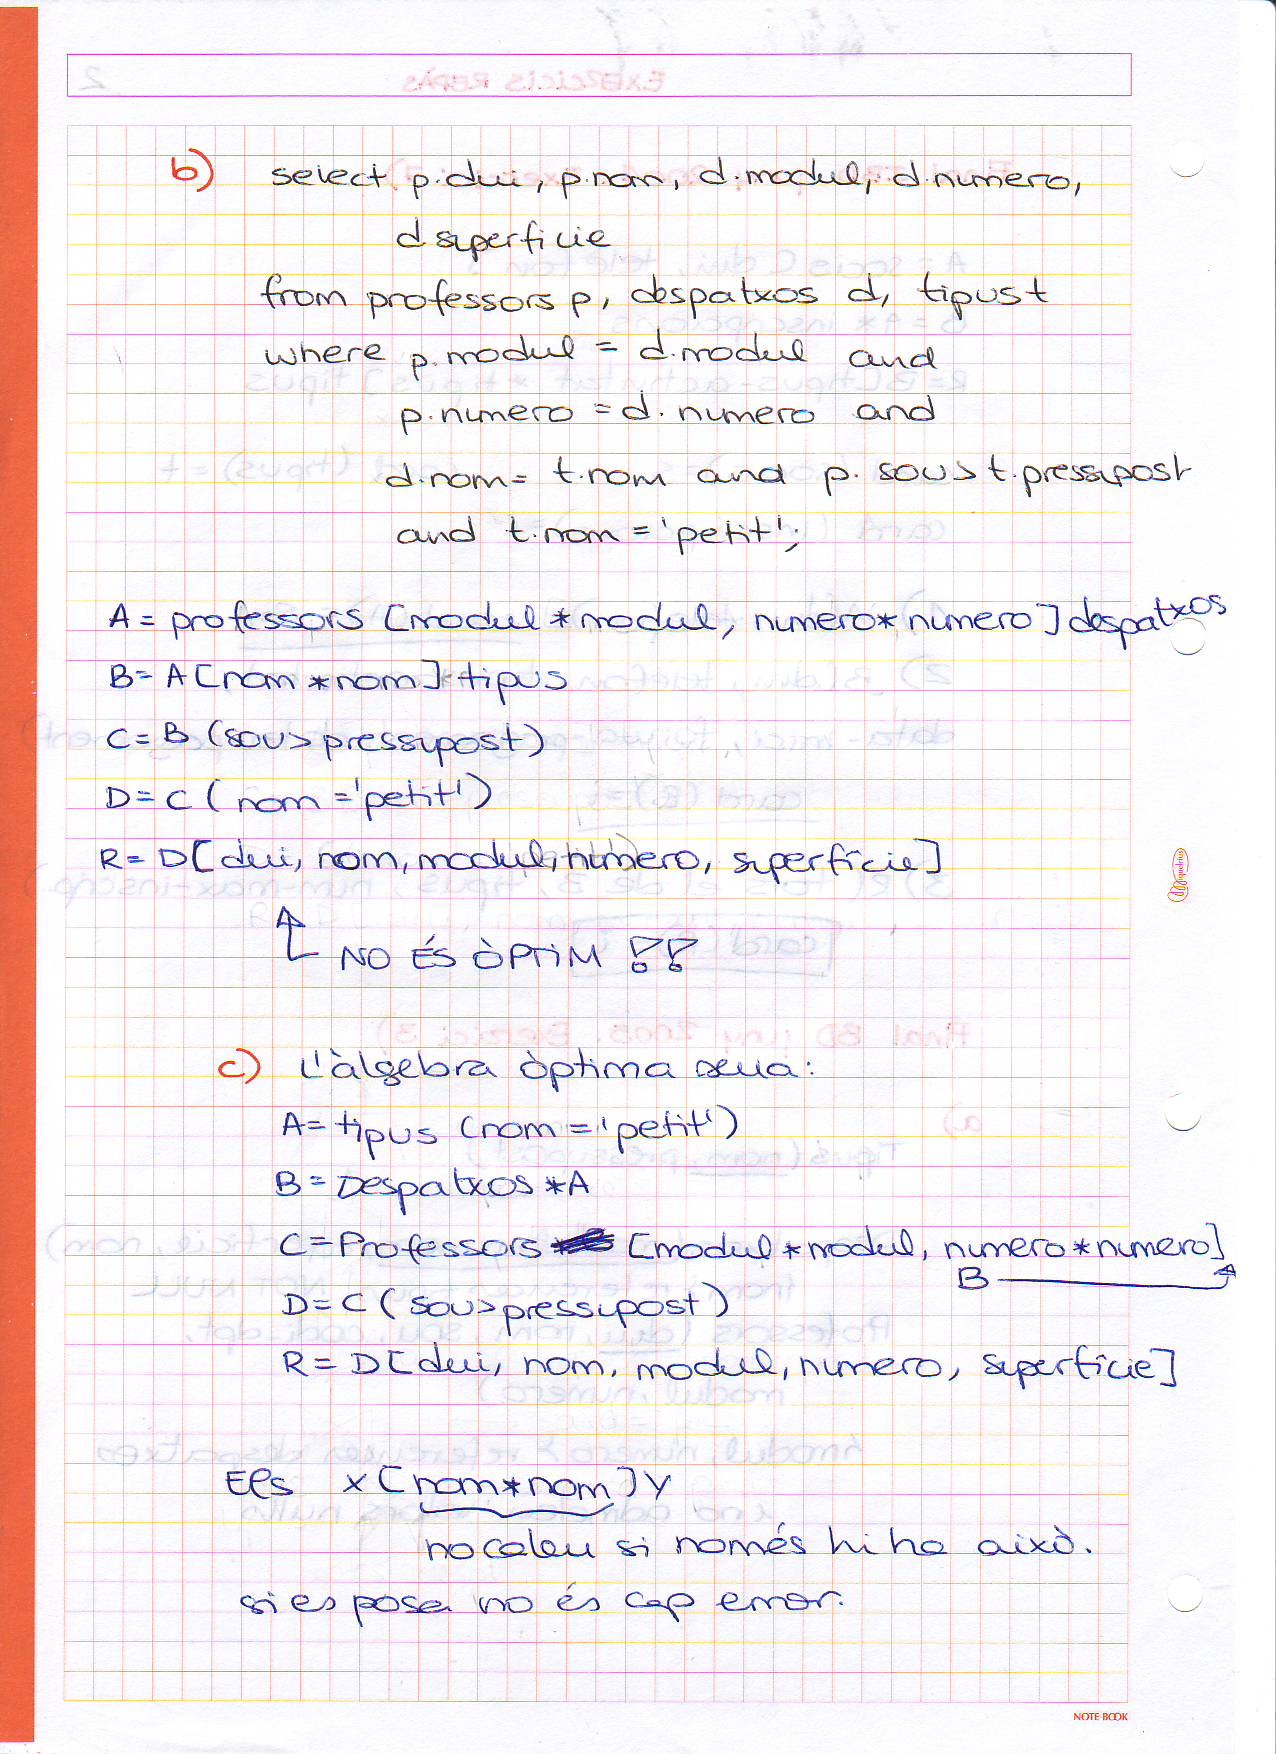 b) select p.dni, p.nom, d.modul, d.numero,
d superficie
from professors p, despatxos d, tipus t
where p.modul = d.modul and
p.numero = d.numero and
d.nom = t.nom and p. sou > t.pressupost
and t.nom = 'petit';
A = professors [modul * modul, numero * numero] despatxos
B = A [nom * nom] tipus
C = B (sou > pressupost)
D = C (nom = 'petit')
R = D [dni, nom, modul, número, superfície]
NO ÉS ÒPTIM !!
c) L'àlgebra òptima seria:
A = tipus (nom = 'petit')
B = Despatxos * A
C = Professors [modul * modul, numero * numero]
B
D = C (sou > pressupost)
R = D [dni, nom, modul, numero, superfície]
Els X [nom * nom] Y
no caleu si només hi ha això.
si es posa no és cap error.
miquelrius
NOTE BOOK